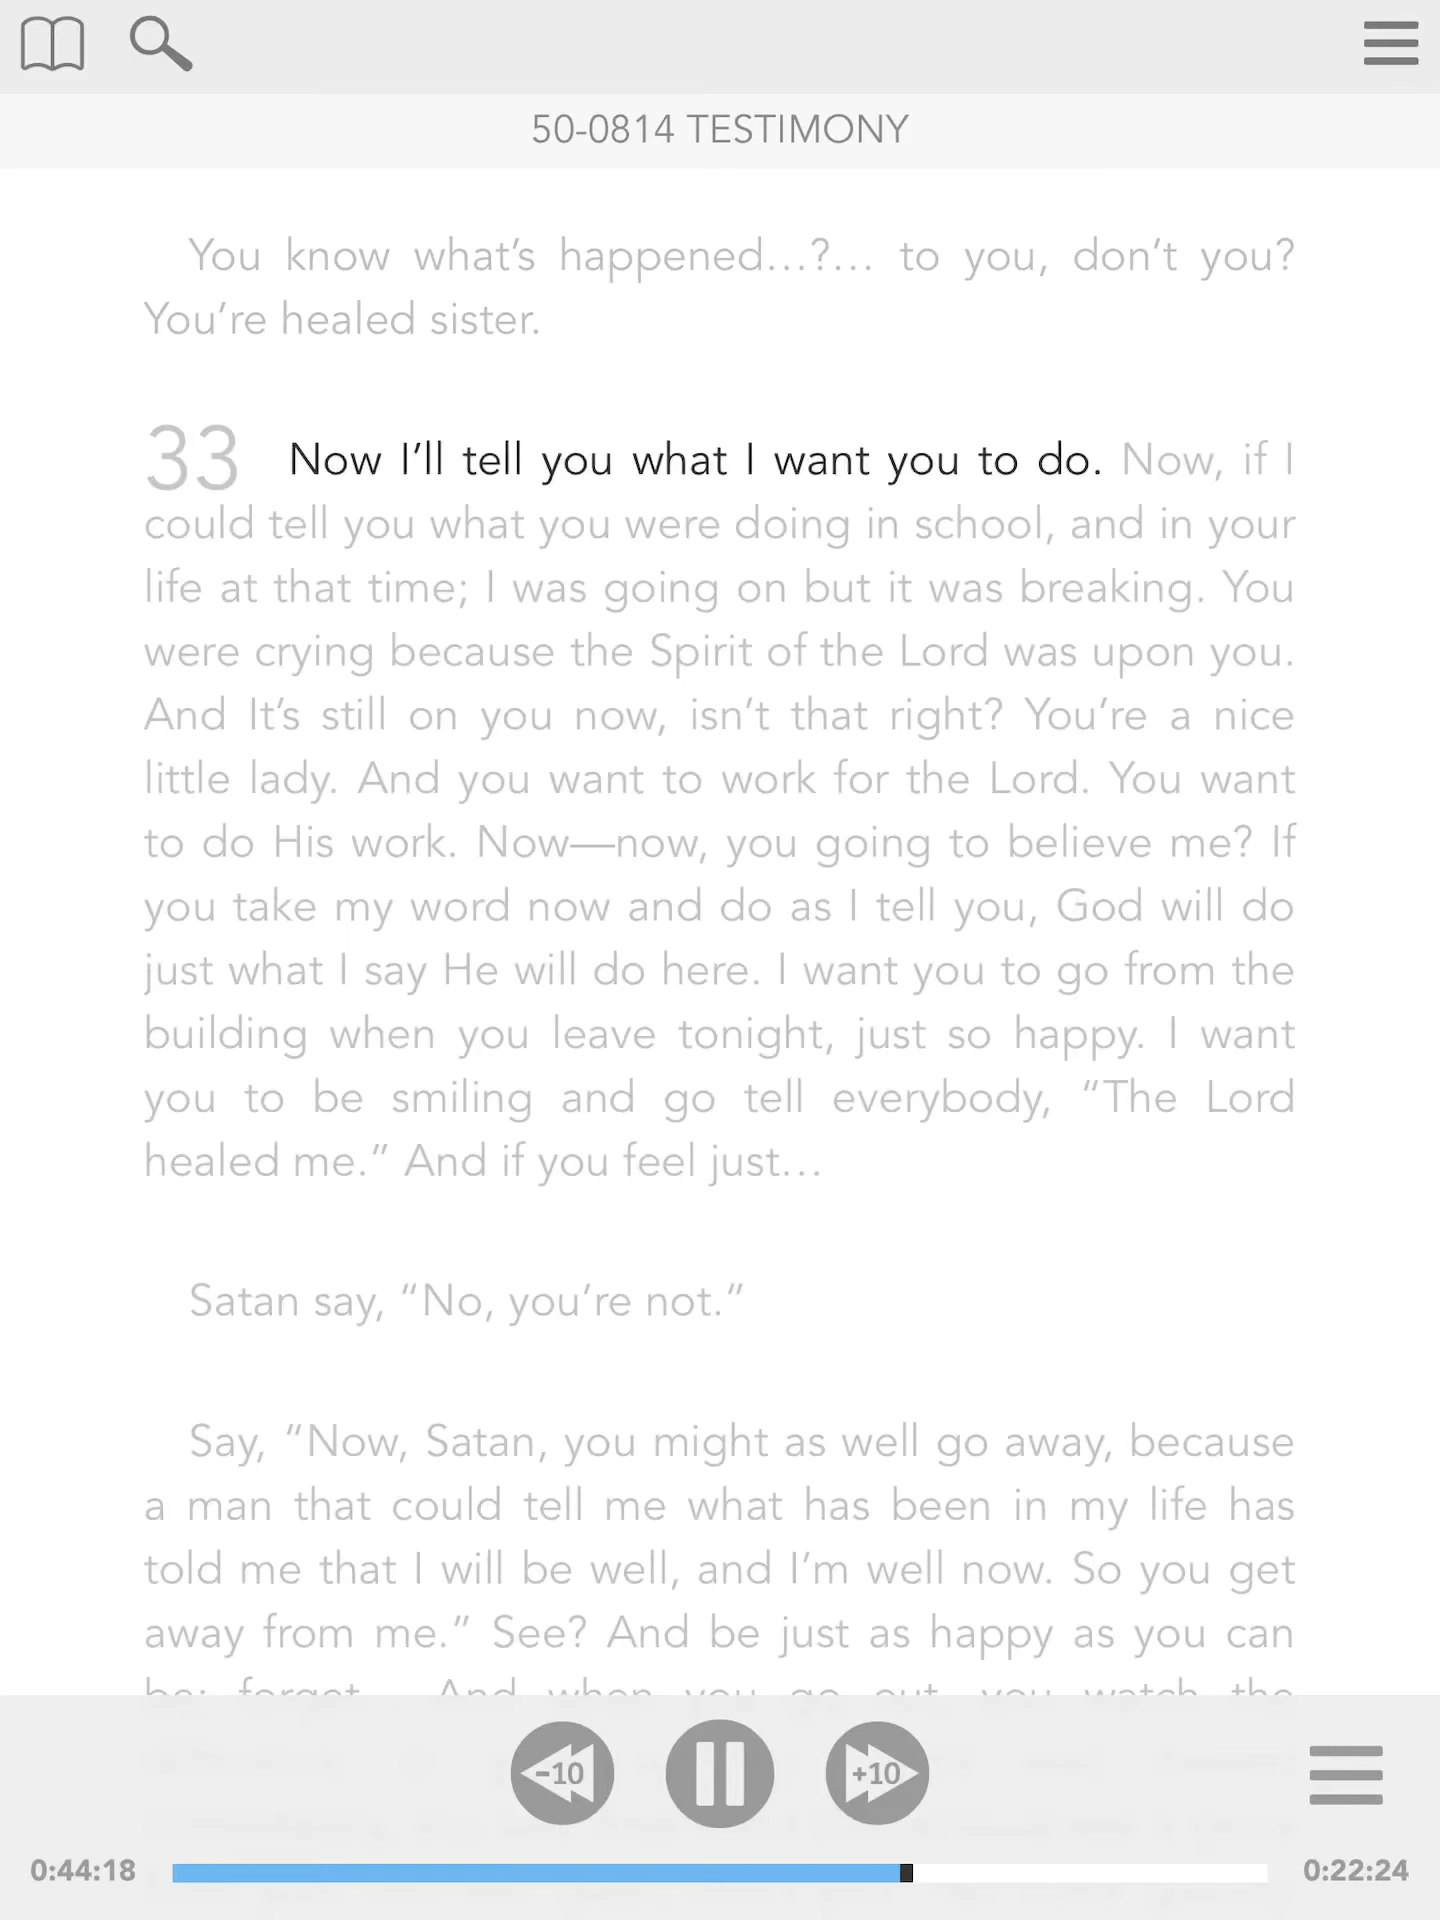 50-0814 TESTIMONY
You know what’s happened…?… to you, don’t you?
You’re healed sister.
33 Now I’ll tell you what I want you to do. Now, if I
could tell you what you were doing in school, and in your
life at that time; I was going on but it was breaking. You
were crying because the Spirit of the Lord was upon you.
And It’s still on you now, isn’t that right? You’re a nice
little lady. And you want to work for the Lord. You want
to do His work. Now—now, you going to believe me? If
you take my word now and do as I tell you, God will do
just what I say He will do here. I want you to go from the
building when you leave tonight, just so happy. I want
you to be smiling and go tell everybody, “The Lord
healed me.” And if you feel just…
Satan say, “No, you’re not.”
Say, “Now, Satan, you might as well go away, because
a man that could tell me what has been in my life has
told me that I will be well, and I’m well now. So you get
away from me.” See? And be just as happy as you can
be; forget… And when you go out, you watch the
-10 +10
0:44:18 0:22:24